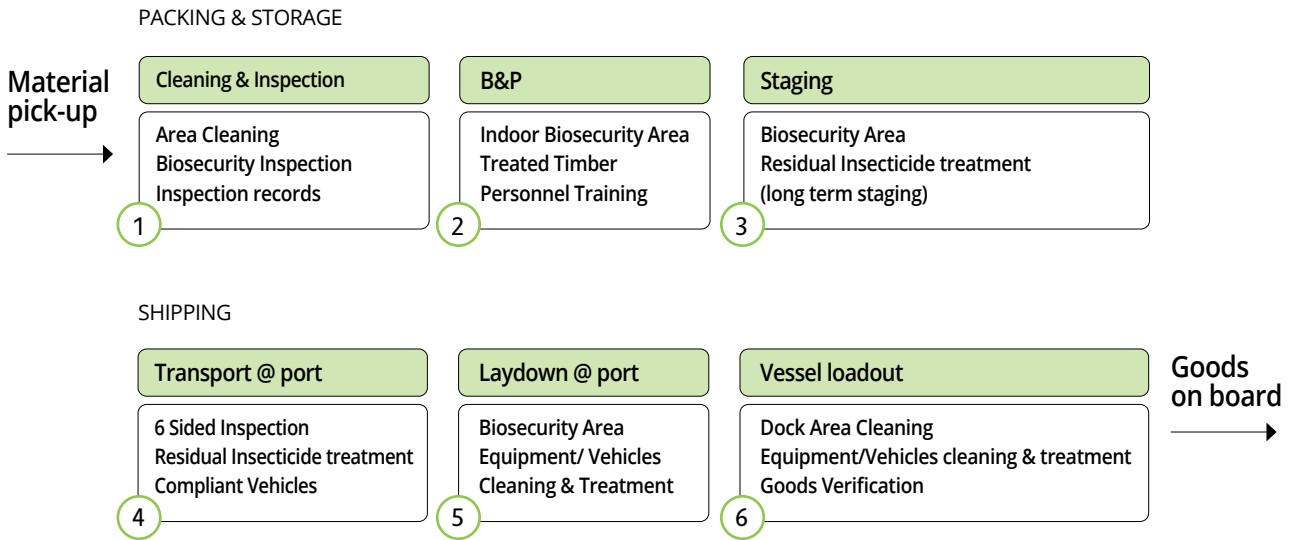 PACKING & STORAGE
Material
pick-up
Cleaning & Inspection
Area Cleaning
Biosecurity Inspection
Inspection records
1
B&P
Indoor Biosecurity Area
Treated Timber
Personnel Training
2
Staging
Biosecurity Area
Residual Insecticide treatment
(long term staging)
3
SHIPPING
Transport @ port
6 Sided Inspection
Residual Insecticide treatment
Compliant Vehicles
4
Laydown @ port
Biosecurity Area
Equipment/ Vehicles
Cleaning & Treatment
5
Vessel loadout
Dock Area Cleaning
Equipment/Vehicles cleaning & treatment
Goods Verification
6
Goods
on board